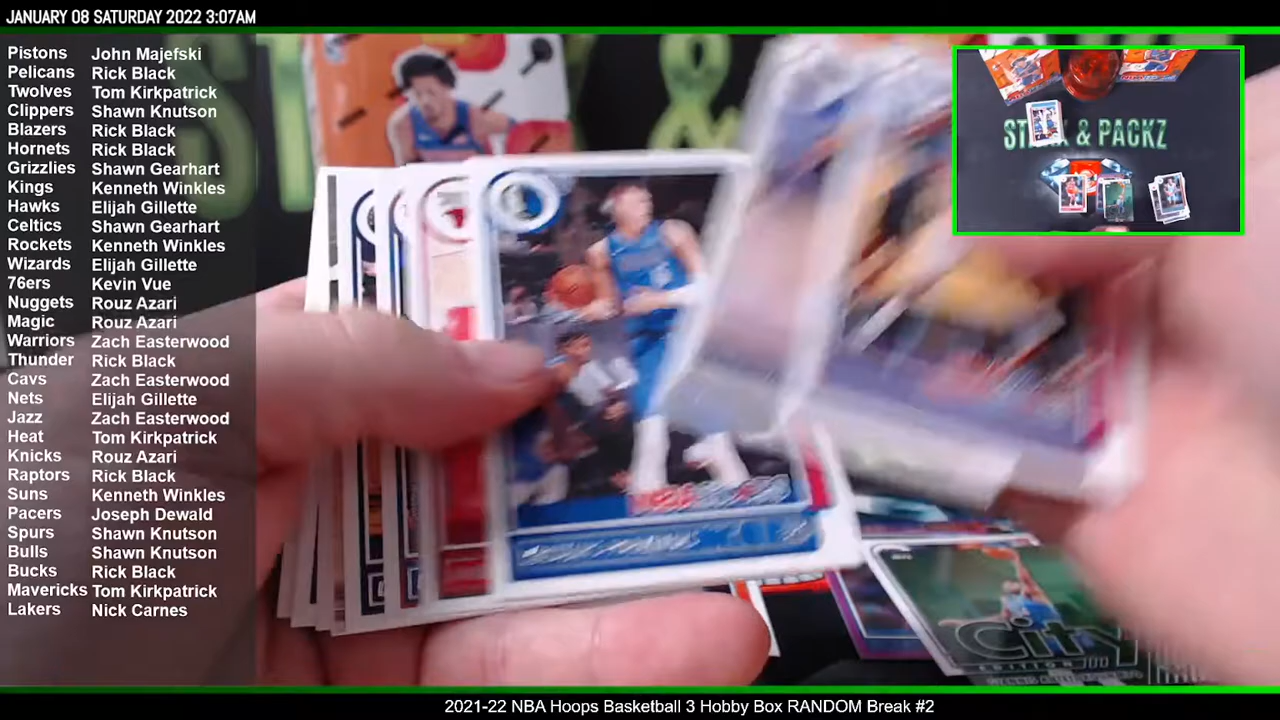 JANUARY 08 SATURDAY 2022 3:07AM
Pistons John Majefski
Pelicans Rick Black
Twolves Tom Kirkpatrick
Clippers Shawn Knutson
Blazers Rick Black
Hornets Rick Black
Grizzlies Shawn Gearhart
Kings Kenneth Winkles
Hawks Elijah Gillette
Celtics Shawn Gearhart
Rockets Kenneth Winkles
Wizards Elijah Gillette
76ers Kevin Vue
Nuggets Rouz Azari
Magic Rouz Azari
Warriors Zach Easterwood
Thunder Rick Black
Cavs Zach Easterwood
Nets Elijah Gillette
Jazz Zach Easterwood
Heat Tom Kirkpatrick
Knicks Rouz Azari
Raptors Rick Black
Suns Kenneth Winkles
Pacers Joseph Dewald
Spurs Shawn Knutson
Bulls Shawn Knutson
Bucks Rick Black
Mavericks Tom Kirkpatrick
Lakers Nick Carnes
& PACKZ
City
EDITION
2021-22 NBA Hoops Basketball 3 Hobby Box RANDOM Break #2